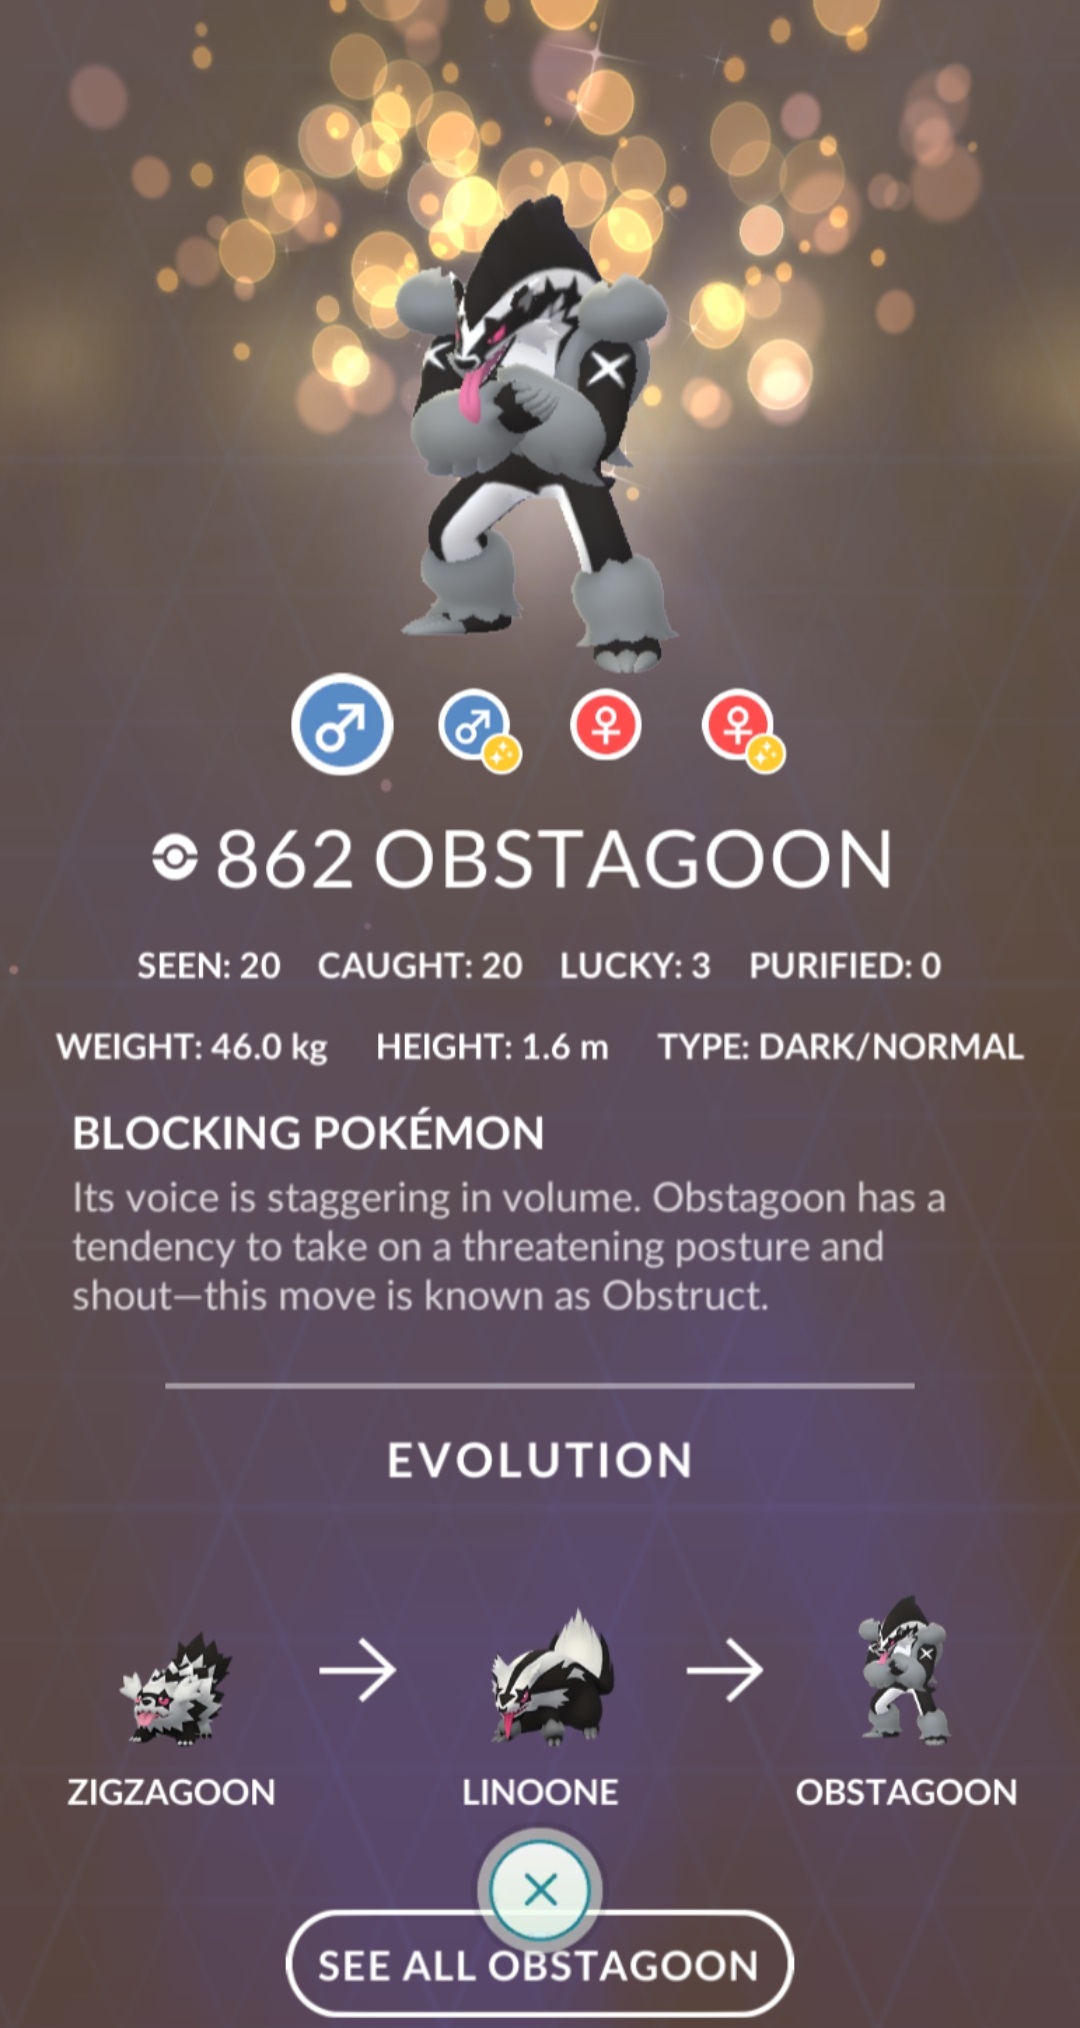 862 OBSTAGOON
SEEN: 20 CAUGHT: 20 LUCKY: 3 PURIFIED: 0
WEIGHT: 46.0 kg HEIGHT: 1.6 m TYPE: DARK/NORMAL
BLOCKING POKÉMON
Its voice is staggering in volume. Obstagoon has a
tendency to take on a threatening posture and
shout—this move is known as Obstruct.
EVOLUTION
ZIGZAGOON LINOONE OBSTAGOON
SEE ALL OBSTAGOON